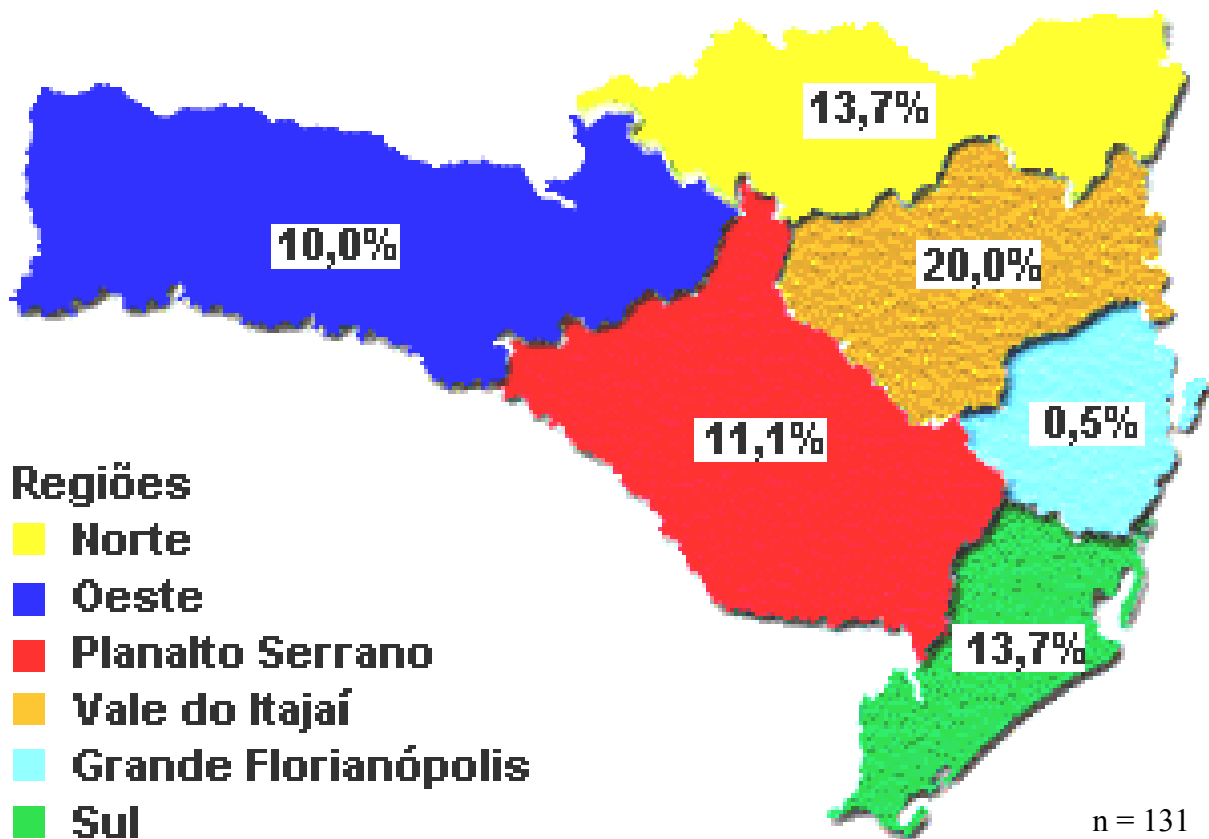 13,7%
10,0%
20,0%
11,1%
0,5%
13,7%
Regiões
Norte
Oeste
Planalto Serrano
Vale do Itajaí
Grande Florianópolis
Sul
n = 131